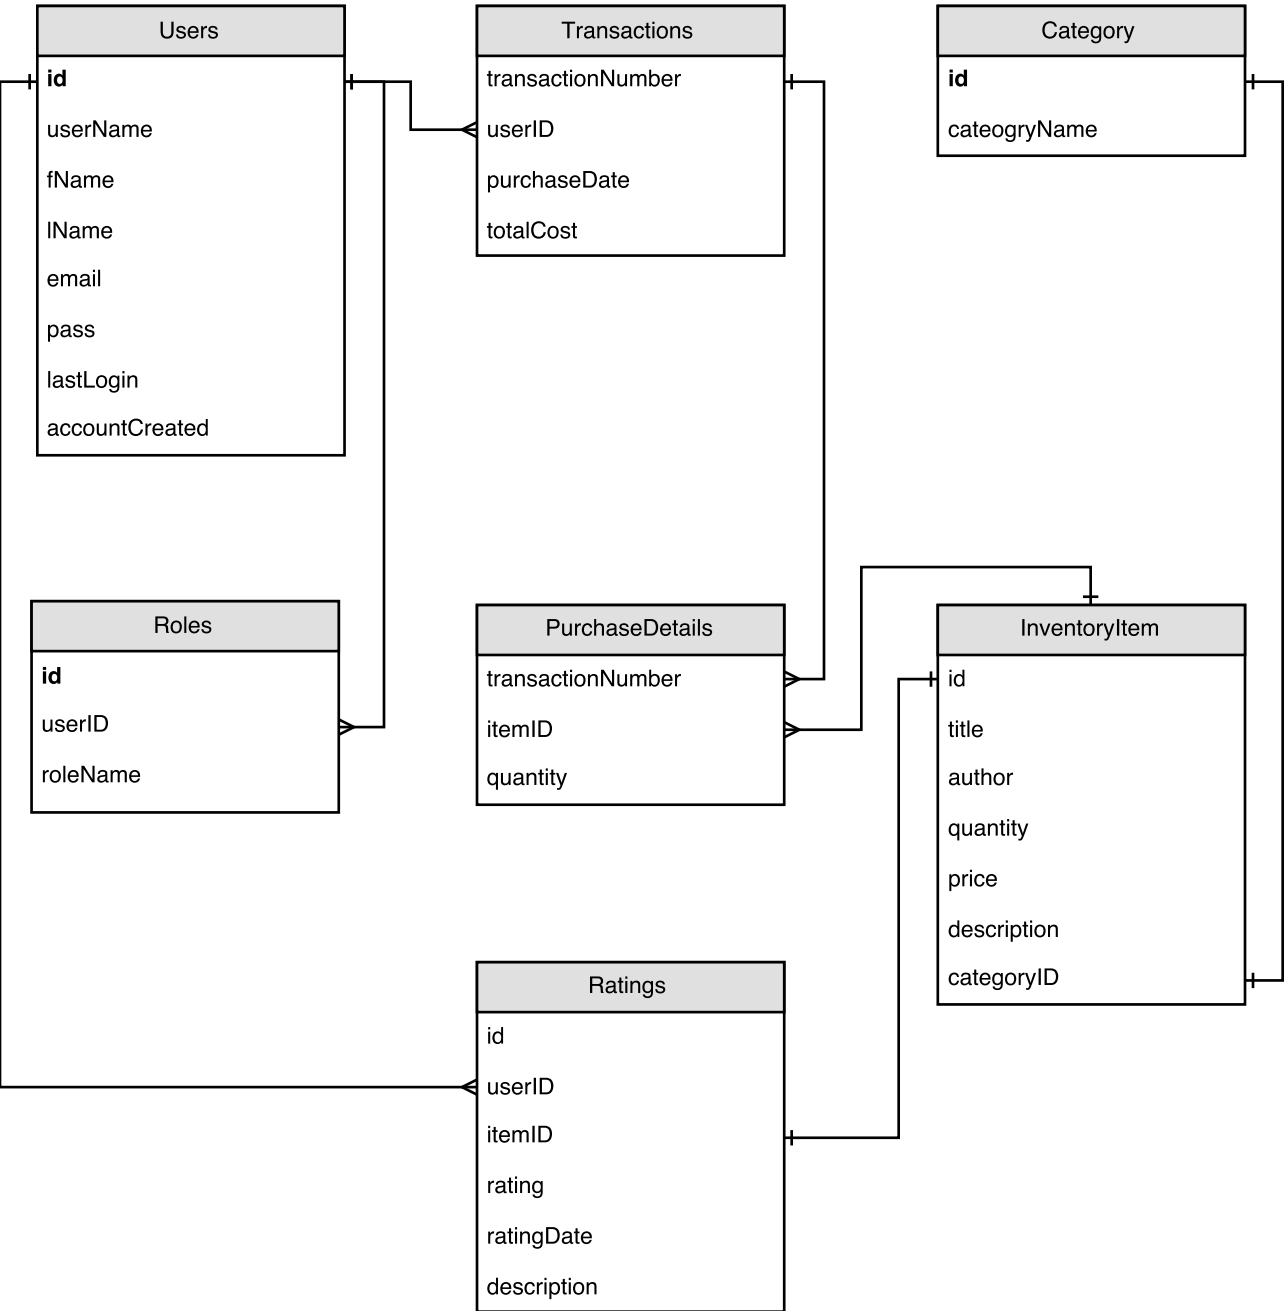 Users
id
userName
fName
lName
email
pass
lastLogin
accountCreated
Transactions
transactionNumber
userID
purchaseDate
totalCost
Category
id
cateogryName
Roles
id
userID
roleName
PurchaseDetails
transactionNumber
itemID
quantity
InventoryItem
id
title
author
quantity
price
description
categoryID
Ratings
id
userID
itemID
rating
ratingDate
description